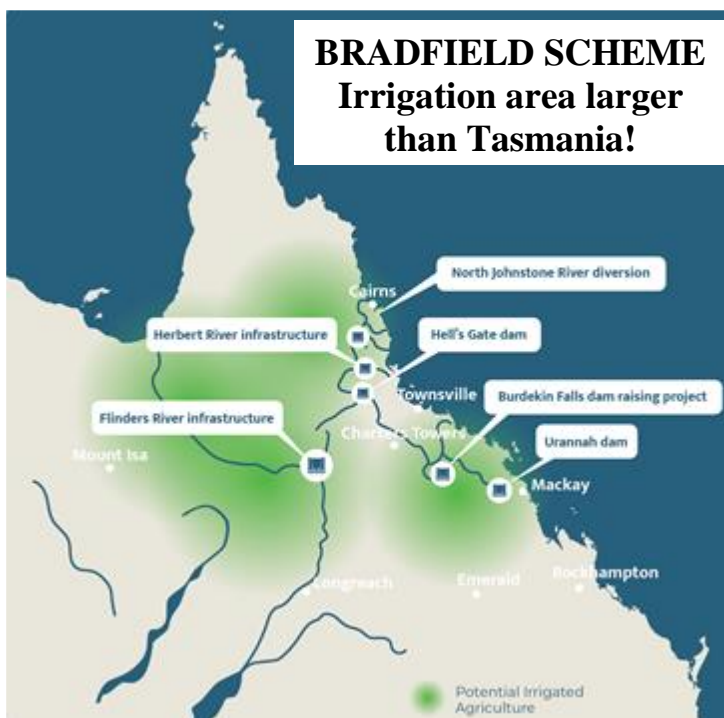 BRADFIELD SCHEME
Irrigation area larger
than Tasmania!
North Johnstone River diversion
Cairns
Herbert River infrastructure
Hell's Gate dam
Townsville
Burdekin Falls dam raising project
Flinders River infrastructure
Charters Towers
Urannah dam
Mount Isa
Mackay
Longreach
Emerald
Rockhampton
Potential Irrigated
Agriculture